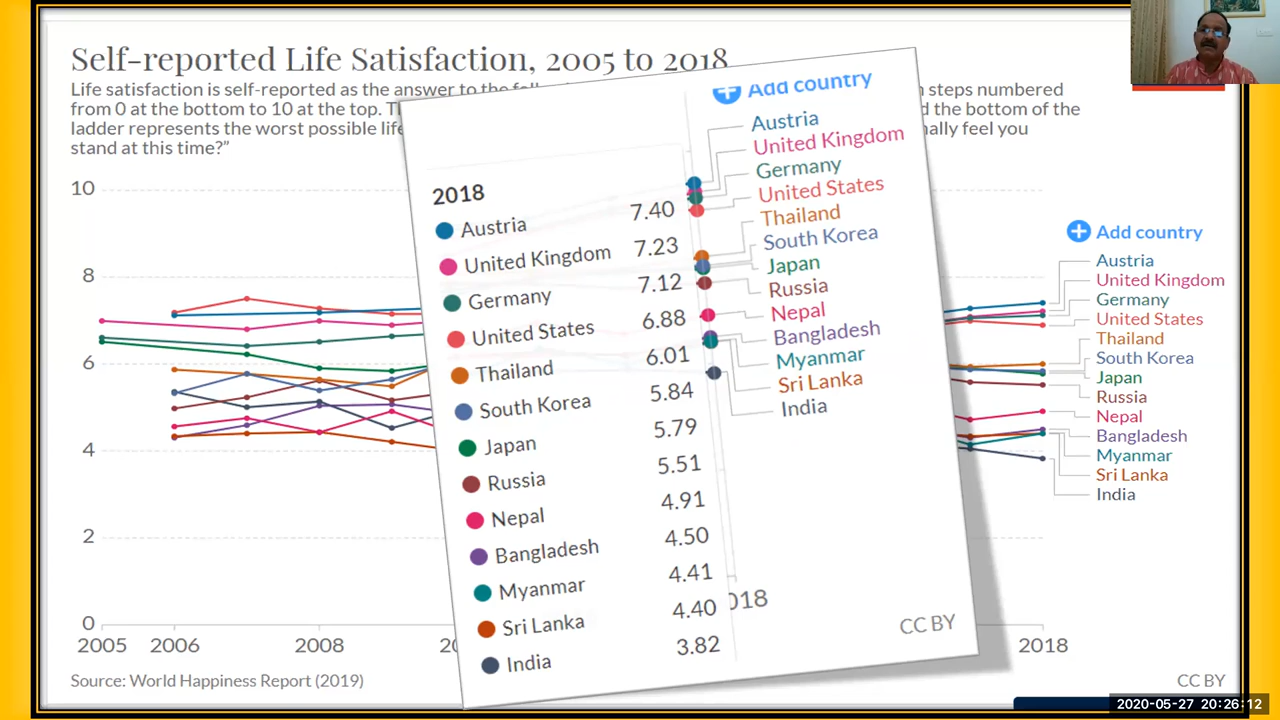 Self-reported Life Satisfaction, 2005 to 2018
Life satisfaction is self-reported as the answer to the
steps numbered
from 0 at the bottom to 10 at the top.
the bottom of the
ladder represents the worst possible life
feel you
stand at this time?"
10
8
6
4
2
0
2005
2006
2008
2018
Source: World Happiness Report (2019)
CC BY
Add country
Austria
United Kingdom
Germany
United States
Thailand
South Korea
Japan
Russia
Nepal
Bangladesh
Myanmar
Sri Lanka
India
2018
Austria 7.40
United Kingdom 7.23
Germany 7.12
United States 6.88
Thailand 6.01
South Korea 5.84
Japan 5.79
Russia 5.51
Nepal 4.91
Bangladesh 4.50
Myanmar 4.41
Sri Lanka 4.40
India 3.82
Add country
Austria
United Kingdom
Germany
United States
Thailand
South Korea
Japan
Russia
Nepal
Bangladesh
Myanmar
Sri Lanka
India
CC BY
2020-05-27 20:26:12